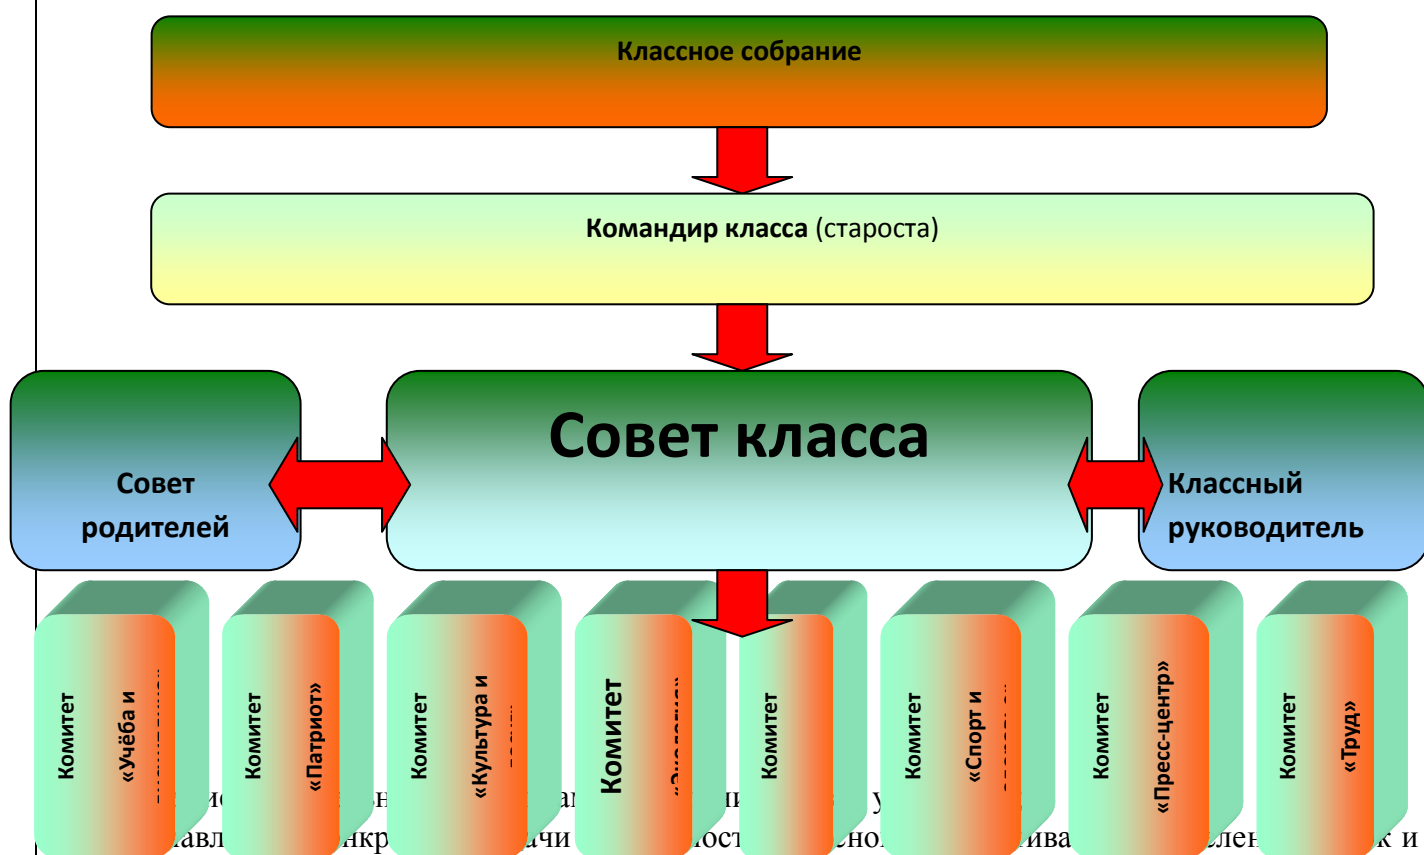 Классное собрание
Командир класса (староста)
Совет класса
Совет
родителей
Классный
руководитель
Комитет
«Учёба и
Комитет
«Патриот»
Комитет
«Культура и
Комитет
Комитет
Комитет
«Спорт и
Комитет
«Пресс-центр»
Комитет
«Труд»